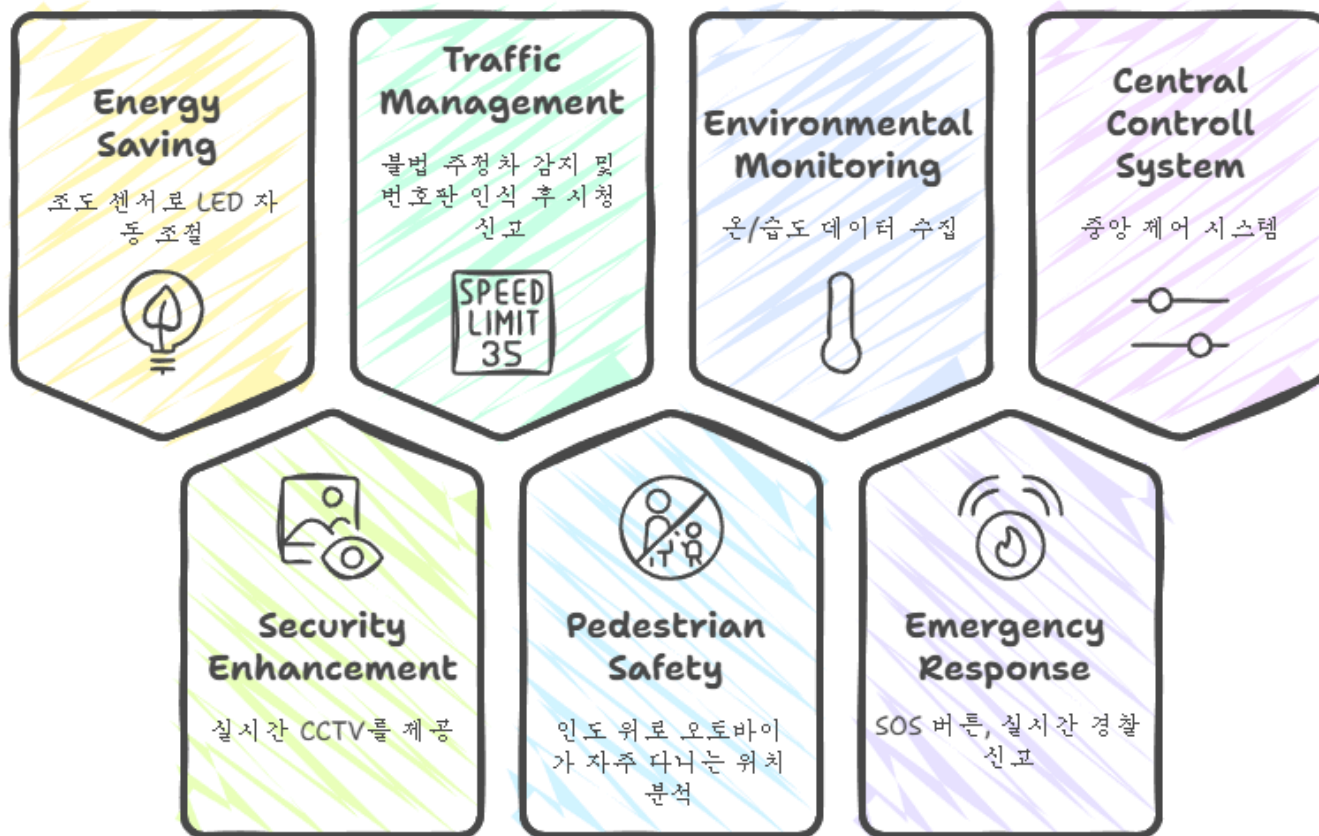 Energy
Saving
조도 센서로 LED 자
동 조절
Traffic
Management
불법 주정차 감지 및
번호판 인식 후 시청
신고
SPEED
LIMIT
35
Environmental
Monitoring
온/습도 데이터 수집
Central
Controll
System
중앙 제어 시스템
Security
Enhancement
실시간 CCTV를 제공
Pedestrian
Safety
인도 위로 오토바이
가 자주 다니는 위치
분석
Emergency
Response
SOS 버튼, 실시간 경찰
신고